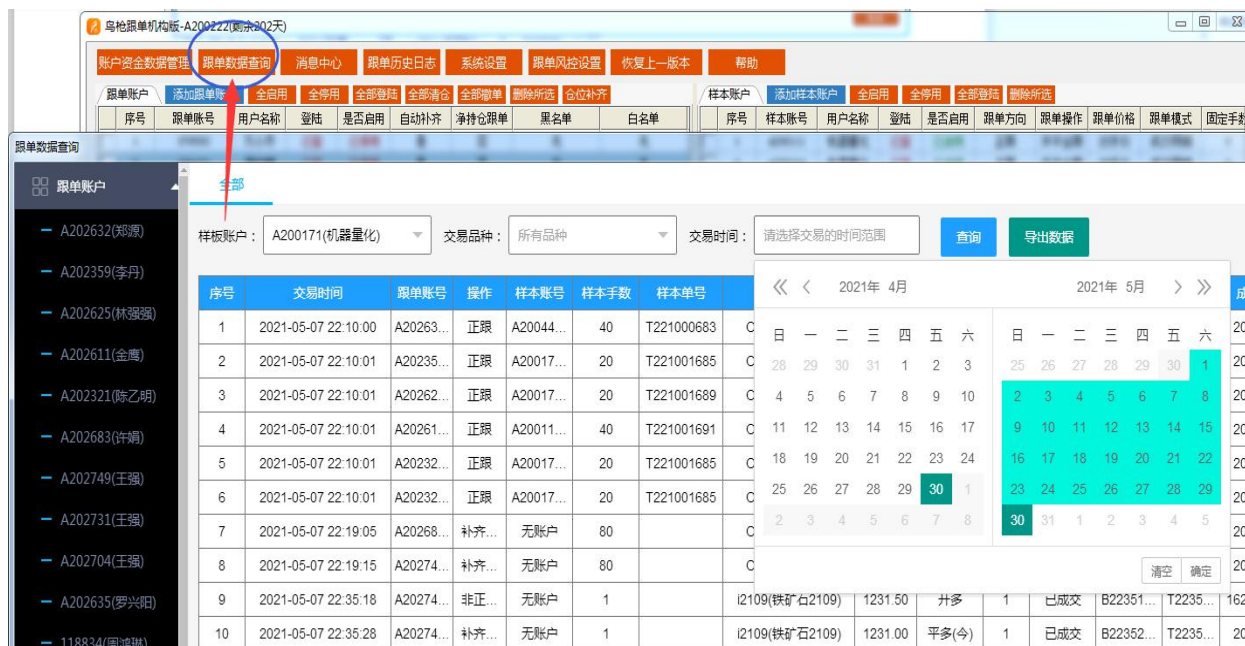 鸟枪跟单机构版-A200222(剩余202天)
账户资金数据管理 跟单数据查询 消息中心 跟单历史日志 系统设置 跟单风控设置 恢复上一版本 帮助
跟单账户 添加跟单账户 全启用 全停用 全部登陆 全部清仓 全部撤单 删除所选 仓位补齐 样本账户 添加样本账户 全启用 全停用 全部登陆 删除所选
序号 跟单账号 用户名称 登陆 是否启用 自动补齐 净持仓跟单 黑名单 白名单 序号 样本账号 用户名称 登陆 是否启用 跟单方向 跟单操作 跟单价格 跟单模式 固定手数
跟单数据查询
跟单账户 全部
A202632(郑源)
A202359(李丹)
A202625(林强强)
A202611(金鹰)
A202321(陈乙明)
A202683(许娟)
A202749(王强)
A202731(王强)
A202704(王强)
A202635(罗兴阳)
118834(周鸿琳)
样板账户： A200171(机器量化) 交易品种： 所有品种 交易时间： 请选择交易的时间范围 查询 导出数据
序号 交易时间 跟单账号 操作 样本账号 样本手数 样本单号
1 2021-05-07 22:10:00 A20263... 正跟 A20044... 40 T221000683
2 2021-05-07 22:10:01 A20235... 正跟 A20017... 20 T221001685
3 2021-05-07 22:10:01 A20262... 正跟 A20017... 20 T221001689
4 2021-05-07 22:10:01 A20261... 正跟 A20011... 40 T221001691
5 2021-05-07 22:10:01 A20232... 正跟 A20017... 20 T221001685
6 2021-05-07 22:10:01 A20232... 正跟 A20017... 20 T221001685
7 2021-05-07 22:19:05 A20268... 补齐... 无账户 80
8 2021-05-07 22:19:15 A20274... 补齐... 无账户 80
9 2021-05-07 22:35:18 A20274... 非正... 无账户 1 i2109(铁矿石2109) 1231.50 开多 1 已成交 B22351... T2235... 162
10 2021-05-07 22:35:28 A20274... 补齐... 无账户 1 i2109(铁矿石2109) 1231.00 平多(今) 1 已成交 B22352... T2235... 20
2021年 4月
日 一 二 三 四 五 六
28 29 30 31 1 2 3
4 5 6 7 8 9 10
11 12 13 14 15 16 17
18 19 20 21 22 23 24
25 26 27 28 29 30 1
2 3 4 5 6 7 8
2021年 5月
日 一 二 三 四 五 六
25 26 27 28 29 30 1
2 3 4 5 6 7 8
9 10 11 12 13 14 15
16 17 18 19 20 21 22
23 24 25 26 27 28 29
30 31 1 2 3 4 5
清空 确定